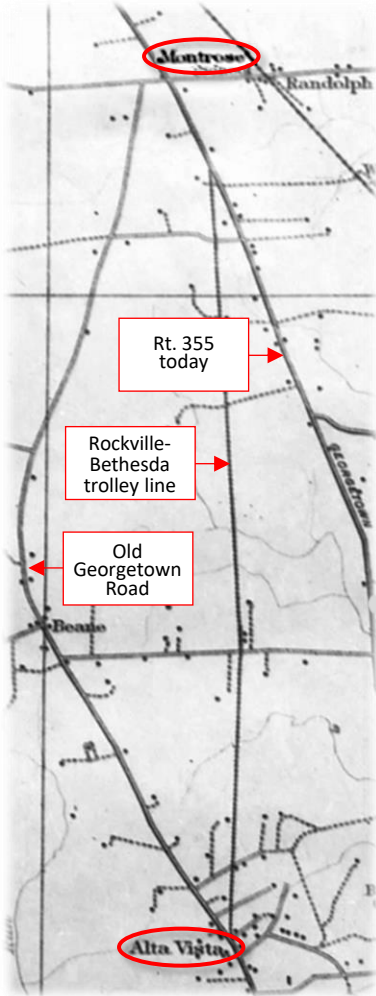 Montrose
Randolph
Rt. 355
today
Rockville-
Bethesda
trolley line
GEORGETOWN
Old
Georgetown
Road
Beane
Alta Vista